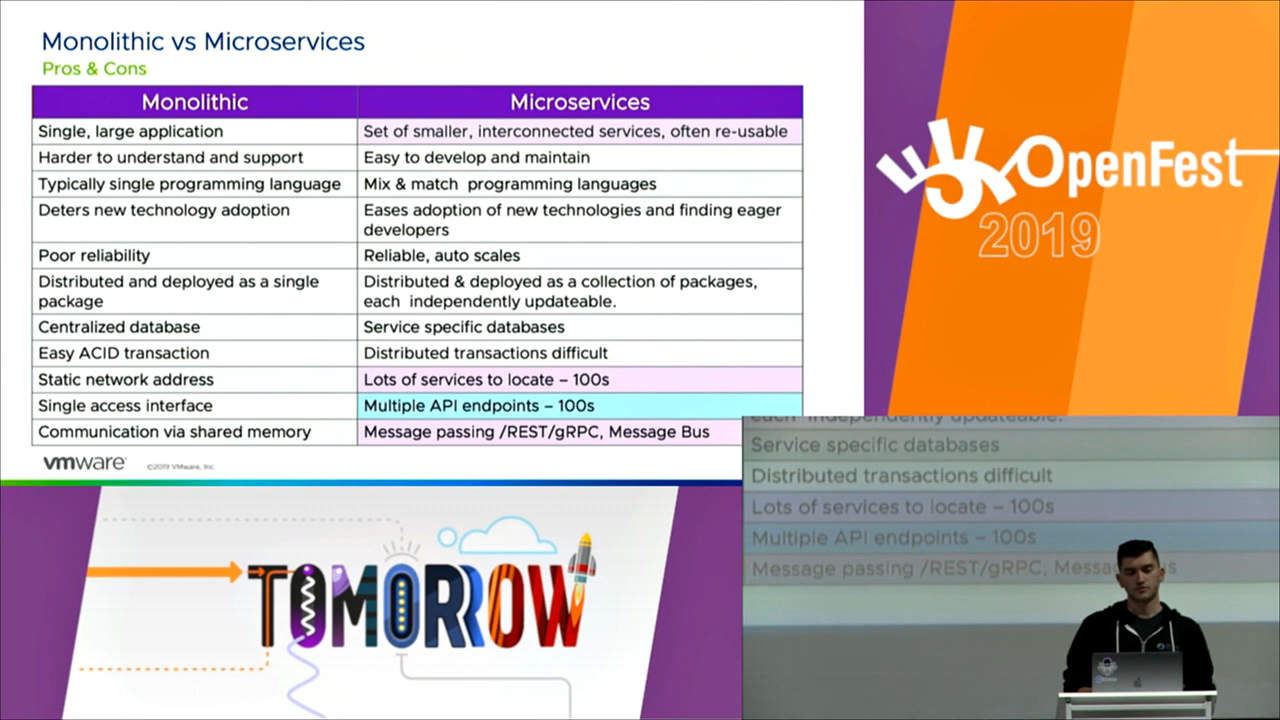 Monolithic vs Microservices
Pros & Cons
Monolithic
Microservices
Single, large application
Set of smaller, interconnected services, often re-usable
Harder to understand and support
Easy to develop and maintain
Typically single programming language
Mix & match programming languages
Deters new technology adoption
Eases adoption of new technologies and finding eager
developers
Poor reliability
Reliable, auto scales
Distributed and deployed as a single
package
Distributed & deployed as a collection of packages,
each independently updateable.
Centralized database
Service specific databases
Easy ACID transaction
Distributed transactions difficult
Static network address
Lots of services to locate – 100s
Single access interface
Multiple API endpoints – 100s
Communication via shared memory
Message passing /REST/gRPC, Message Bus
vmware
©2019 VMware, Inc.
OpenFest
2019
TOMORROW
each independently updateable.
Service specific databases
Distributed transactions difficult
Lots of services to locate – 100s
Multiple API endpoints – 100s
Message passing /REST/gRPC, Messa us